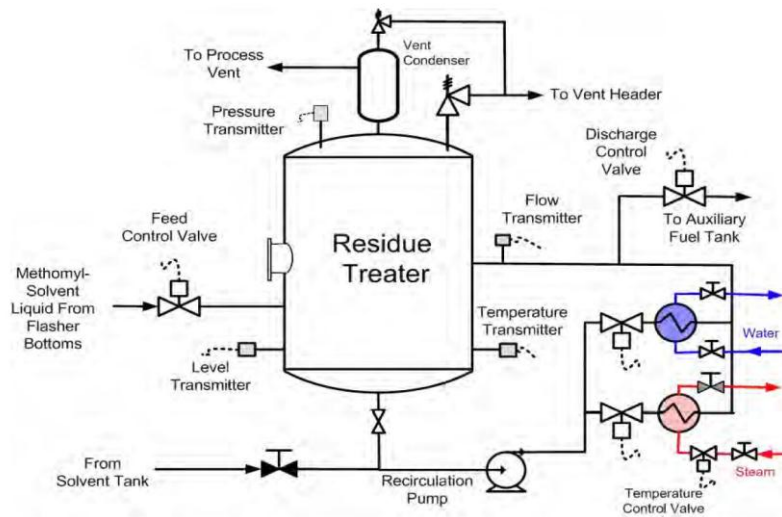 Vent
Condenser
To Process
Vent
To Vent Header
Pressure
Transmitter
Discharge
Control
Valve
Feed
Control Valve
Flow
Transmitter
To Auxiliary
Fuel Tank
Residue
Treater
Methomyl-
Solvent
Liquid From
Flasher
Bottoms
Temperature
Transmitter
Water
Level
Transmitter
From
Solvent Tank
Recirculation
Pump
Steam
Temperature
Control Valve